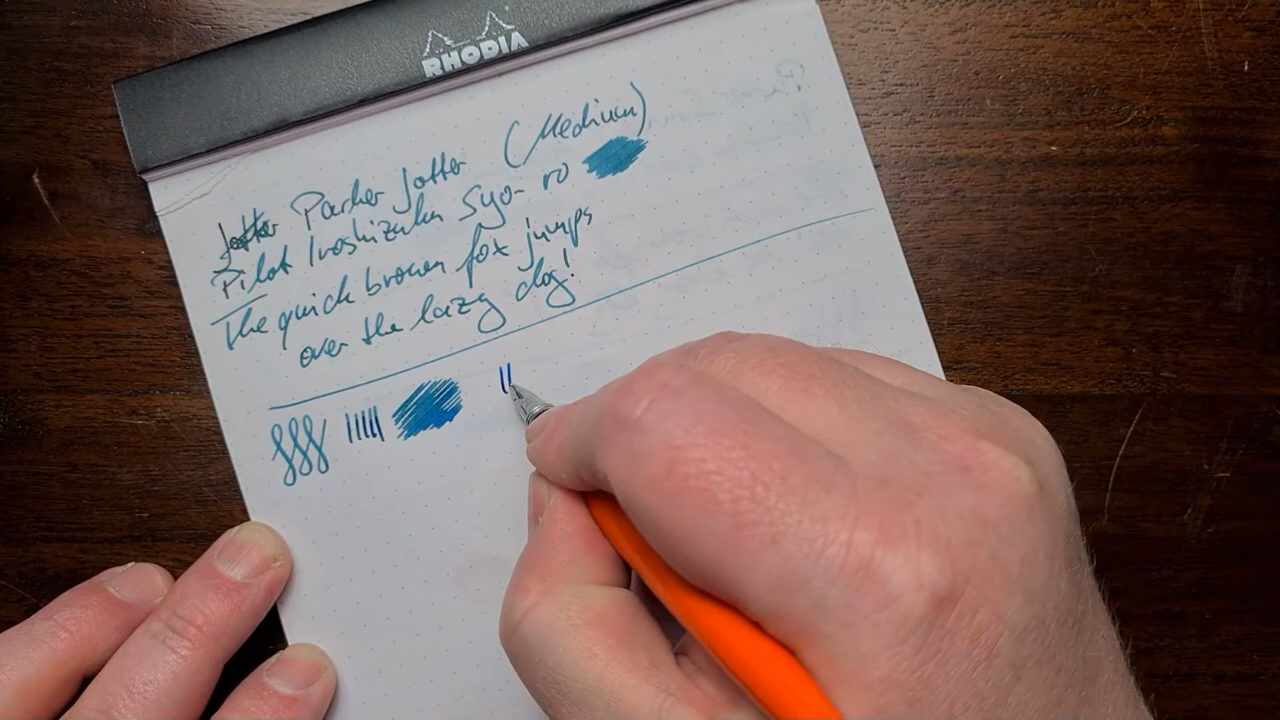 RHODIA
Jotter Parker Jotter (Medium)
Pilot Iroshizuku Syo-ro
The quick brown fox jumps
over the lazy dog!